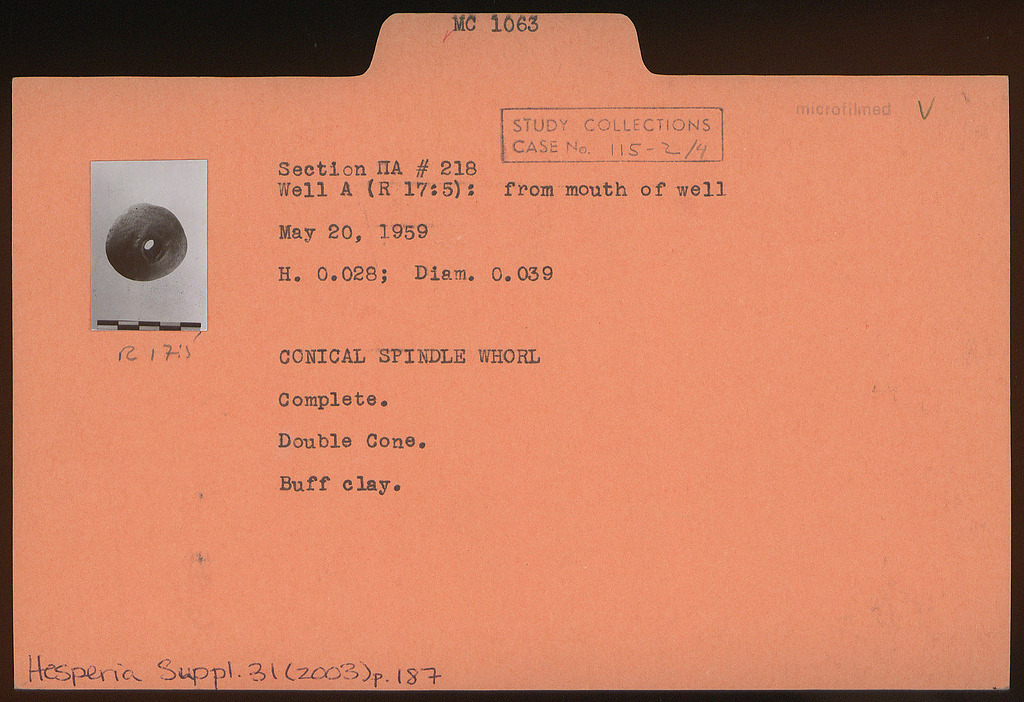 MC 1063
microfilmed V
STUDY COLLECTIONS
CASE No. 115-2/4
Section ΠΑ # 218
Well A (R 17:5): from mouth of well
May 20, 1959
H. 0.028; Diam. 0.039
R 17:5
CONICAL SPINDLE WHORL
Complete.
Double Cone.
Buff clay.
Hesperia Suppl. 31 (2003) p. 187